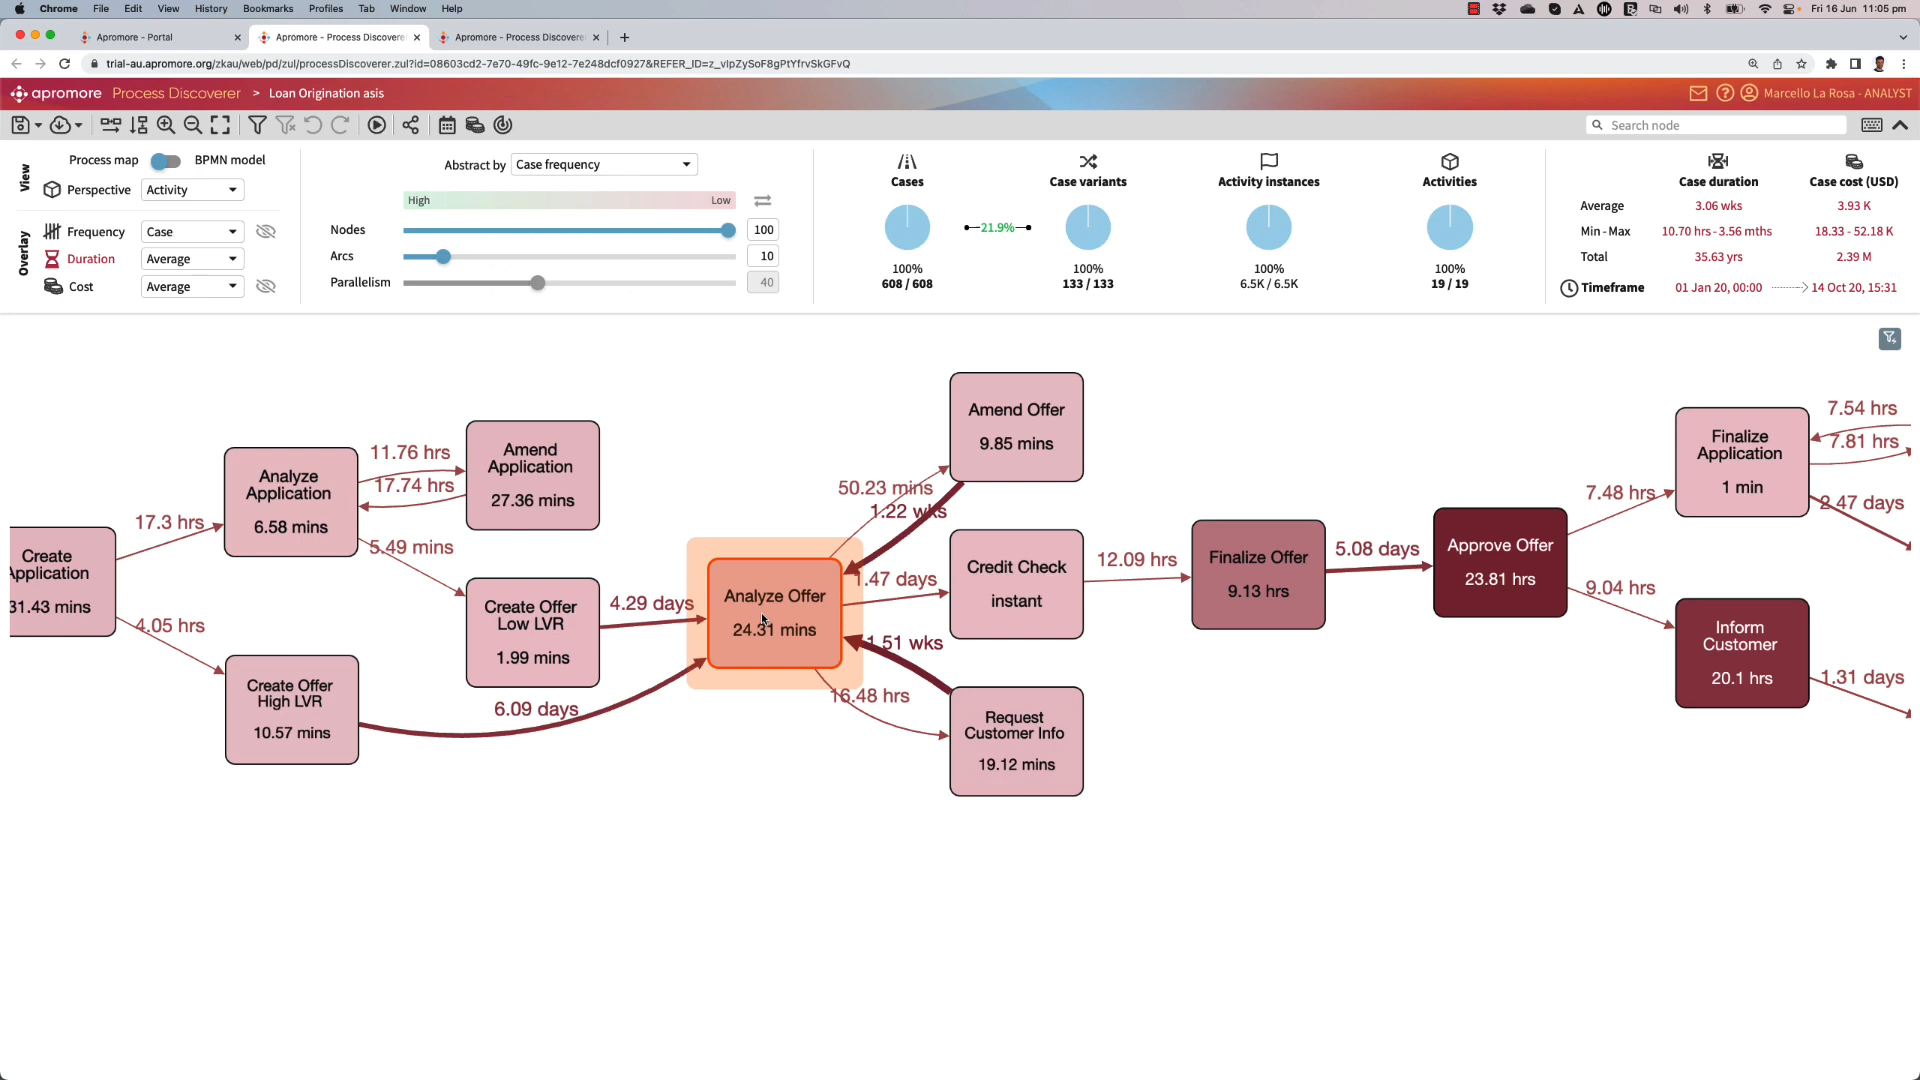 Chrome File Edit View History Bookmarks Profiles Tab Window Help Fri 16 Jun 11:05 pm
Apromore - Portal × Apromore - Process Discovere × Apromore - Process Discovere × +
trial-au.apromore.org/zkau/web/pd/zul/processDiscoverer.zul?id=08603cd2-7e70-49fc-9e12-7e248dcf0927&REFER_ID=z_vlpZySoF8gPtYfrvSkGFvQ
apromore Process Discoverer > Loan Origination asis Marcello La Rosa - ANALYST
Search node
View
Process map BPMN model
Perspective Activity
Overlay
Frequency Case
Duration Average
Cost Average
Abstract by Case frequency
High Low
Nodes 100
Arcs 10
Parallelism 40
Cases
100%
608 / 608
21.9%
Case variants
100%
133 / 133
Activity instances
100%
6.5K / 6.5K
Activities
100%
19 / 19
Case duration Case cost (USD)
Average 3.06 wks 3.93 K
Min - Max 10.70 hrs - 3.56 mths 18.33 - 52.18 K
Total 35.63 yrs 2.39 M
Timeframe 01 Jan 20, 00:00 14 Oct 20, 15:31
Create
Application
31.43 mins
17.3 hrs
4.05 hrs
Analyze
Application
6.58 mins
11.76 hrs
17.74 hrs
5.49 mins
Amend
Application
27.36 mins
Create Offer
High LVR
10.57 mins
Create Offer
Low LVR
1.99 mins
4.29 days
6.09 days
Analyze Offer
24.31 mins
50.23 mins
1.22 wks
1.47 days
1.51 wks
16.48 hrs
Amend Offer
9.85 mins
Credit Check
instant
Request
Customer Info
19.12 mins
12.09 hrs
Finalize Offer
9.13 hrs
5.08 days
Approve Offer
23.81 hrs
7.48 hrs
9.04 hrs
Finalize
Application
1 min
7.54 hrs
7.81 hrs
2.47 days
Inform
Customer
20.1 hrs
1.31 days